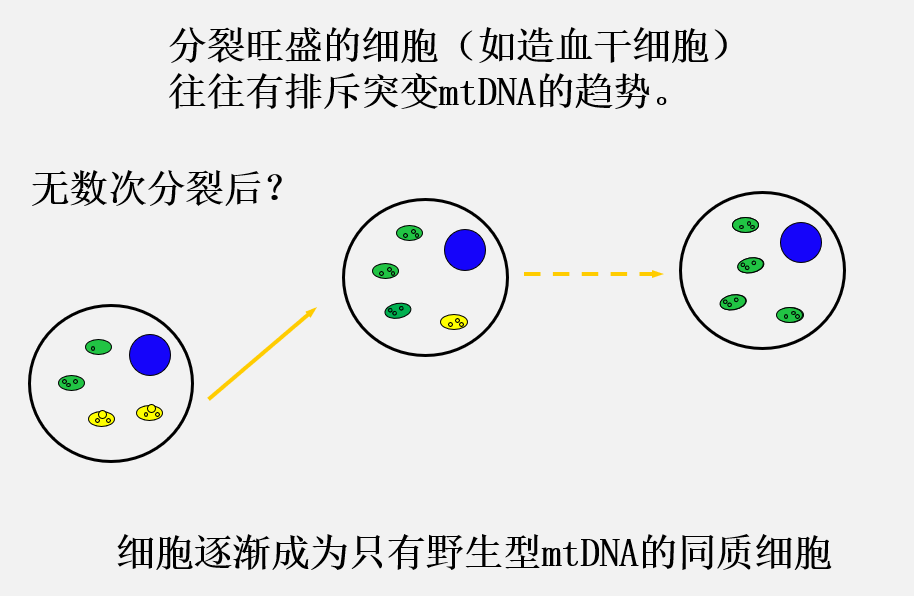 分裂旺盛的细胞（如造血干细胞）
往往有排斥突变mtDNA的趋势。
无数次分裂后？
细胞逐渐成为只有野生型mtDNA的同质细胞